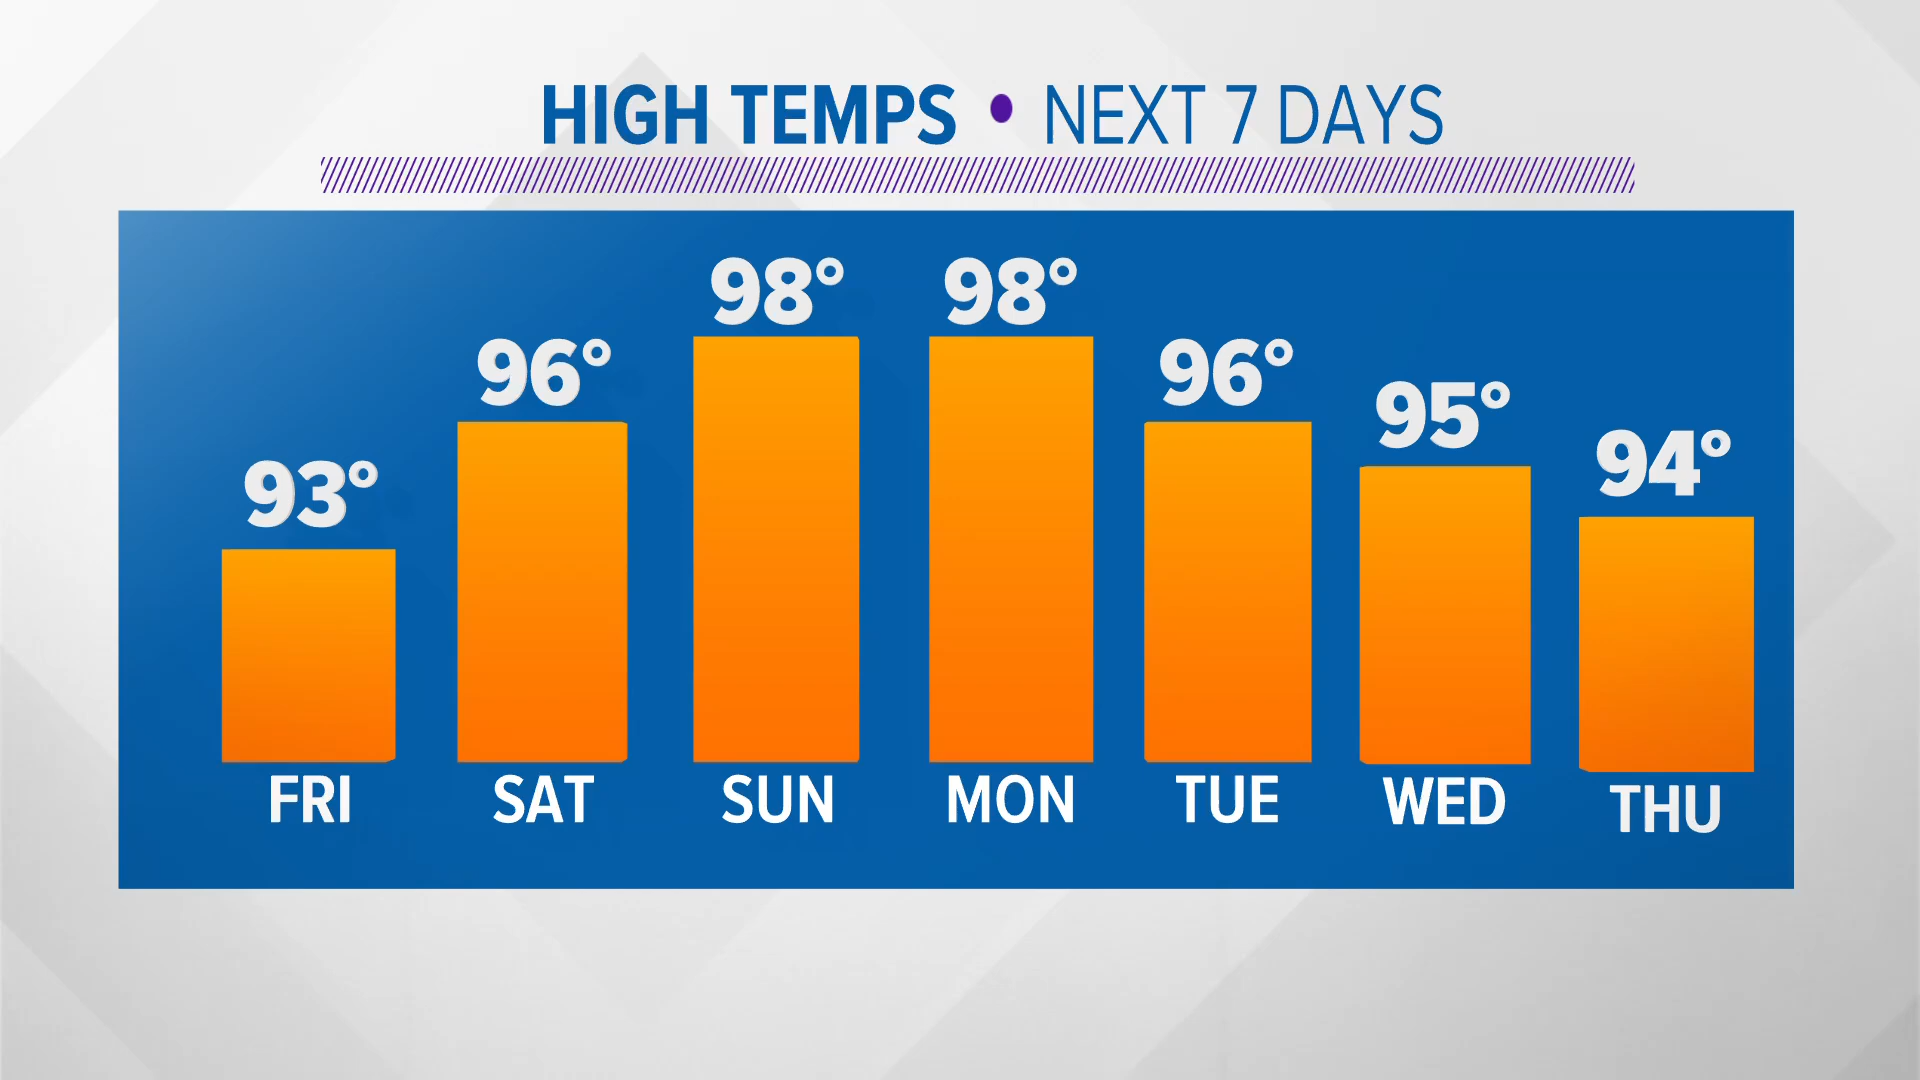 HIGH TEMPS • NEXT 7 DAYS
93° 96° 98° 98° 96° 95° 94°
FRI SAT SUN MON TUE WED THU